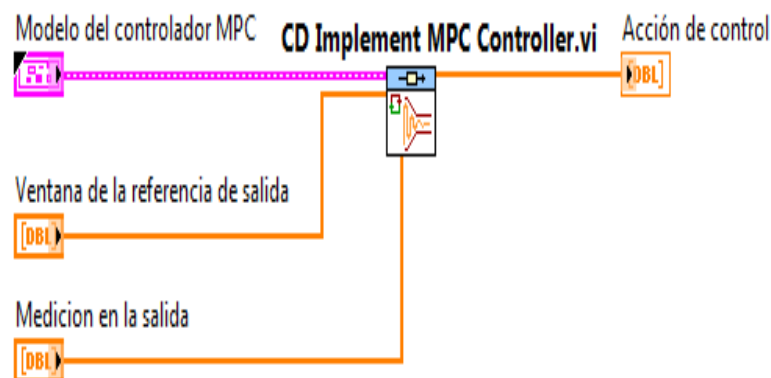 Modelo del controlador MPC
CD Implement MPC Controller.vi
Acción de control
DBL
Ventana de la referencia de salida
[DBL]
Medicion en la salida
[DBL]